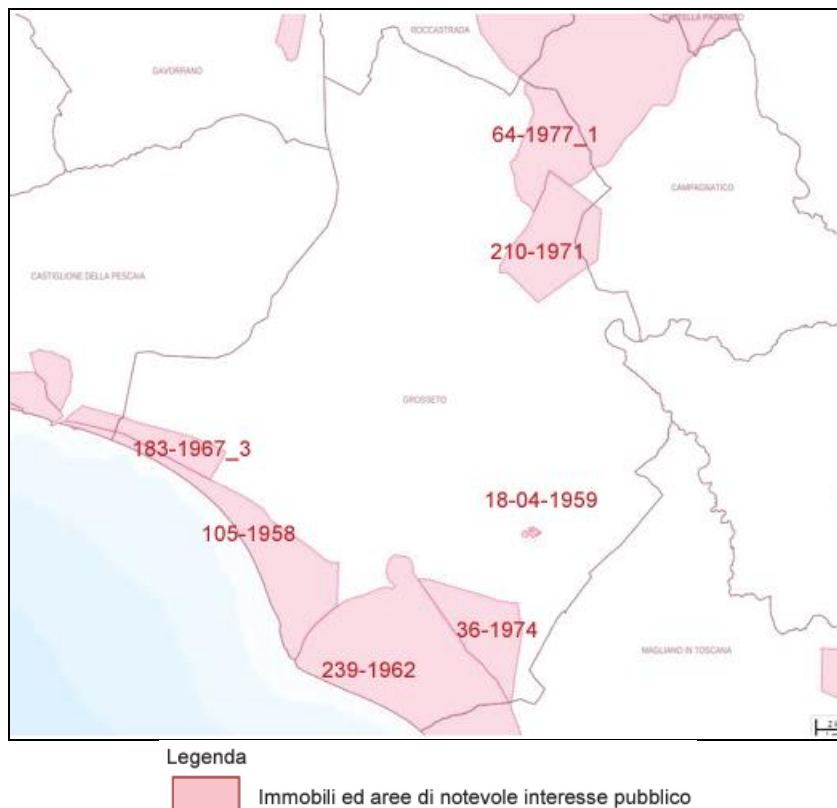 CIVITELLA PAGANICO
ROCCASTRADA
GAVORRANO
64-1977_1
CAMPAGNATICO
210-1971
CASTIGLIONE DELLA PESCAIA
GROSSETO
183-1967_3
18-04-1959
105-1958
36-1974
239-1962
MAGLIANO IN TOSCANA
Legenda
Immobili ed aree di notevole interesse pubblico